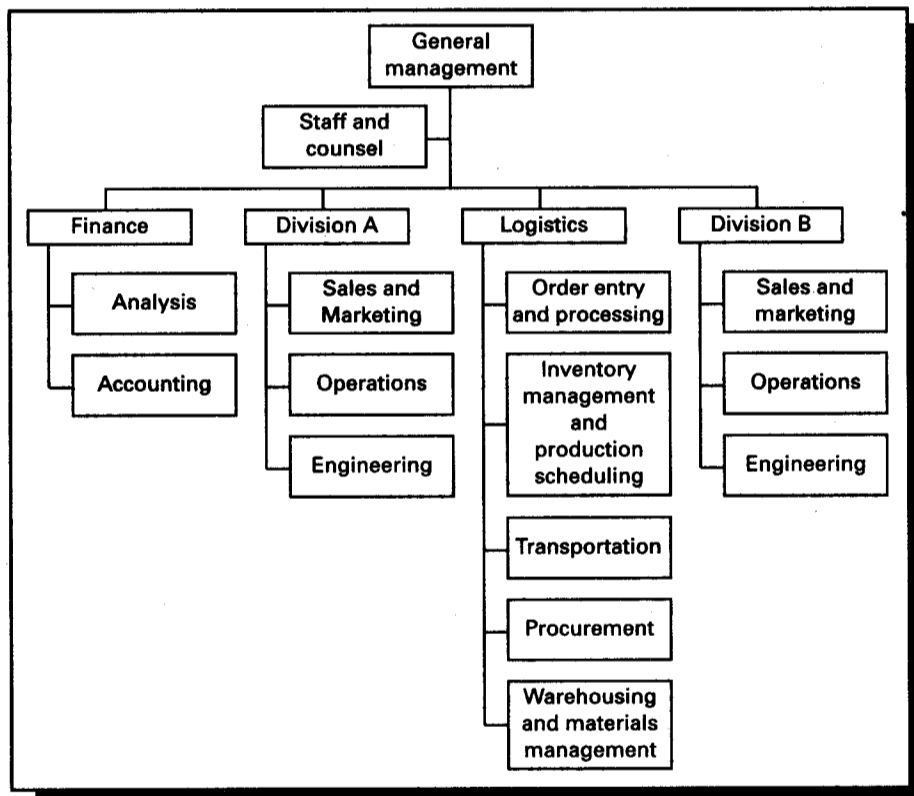 General
management
Staff and
counsel
Finance
Division A
Logistics
Division B
Analysis
Accounting
Sales and
Marketing
Operations
Engineering
Order entry
and processing
Inventory
management
and
production
scheduling
Transportation
Procurement
Warehousing
and materials
management
Sales and
marketing
Operations
Engineering